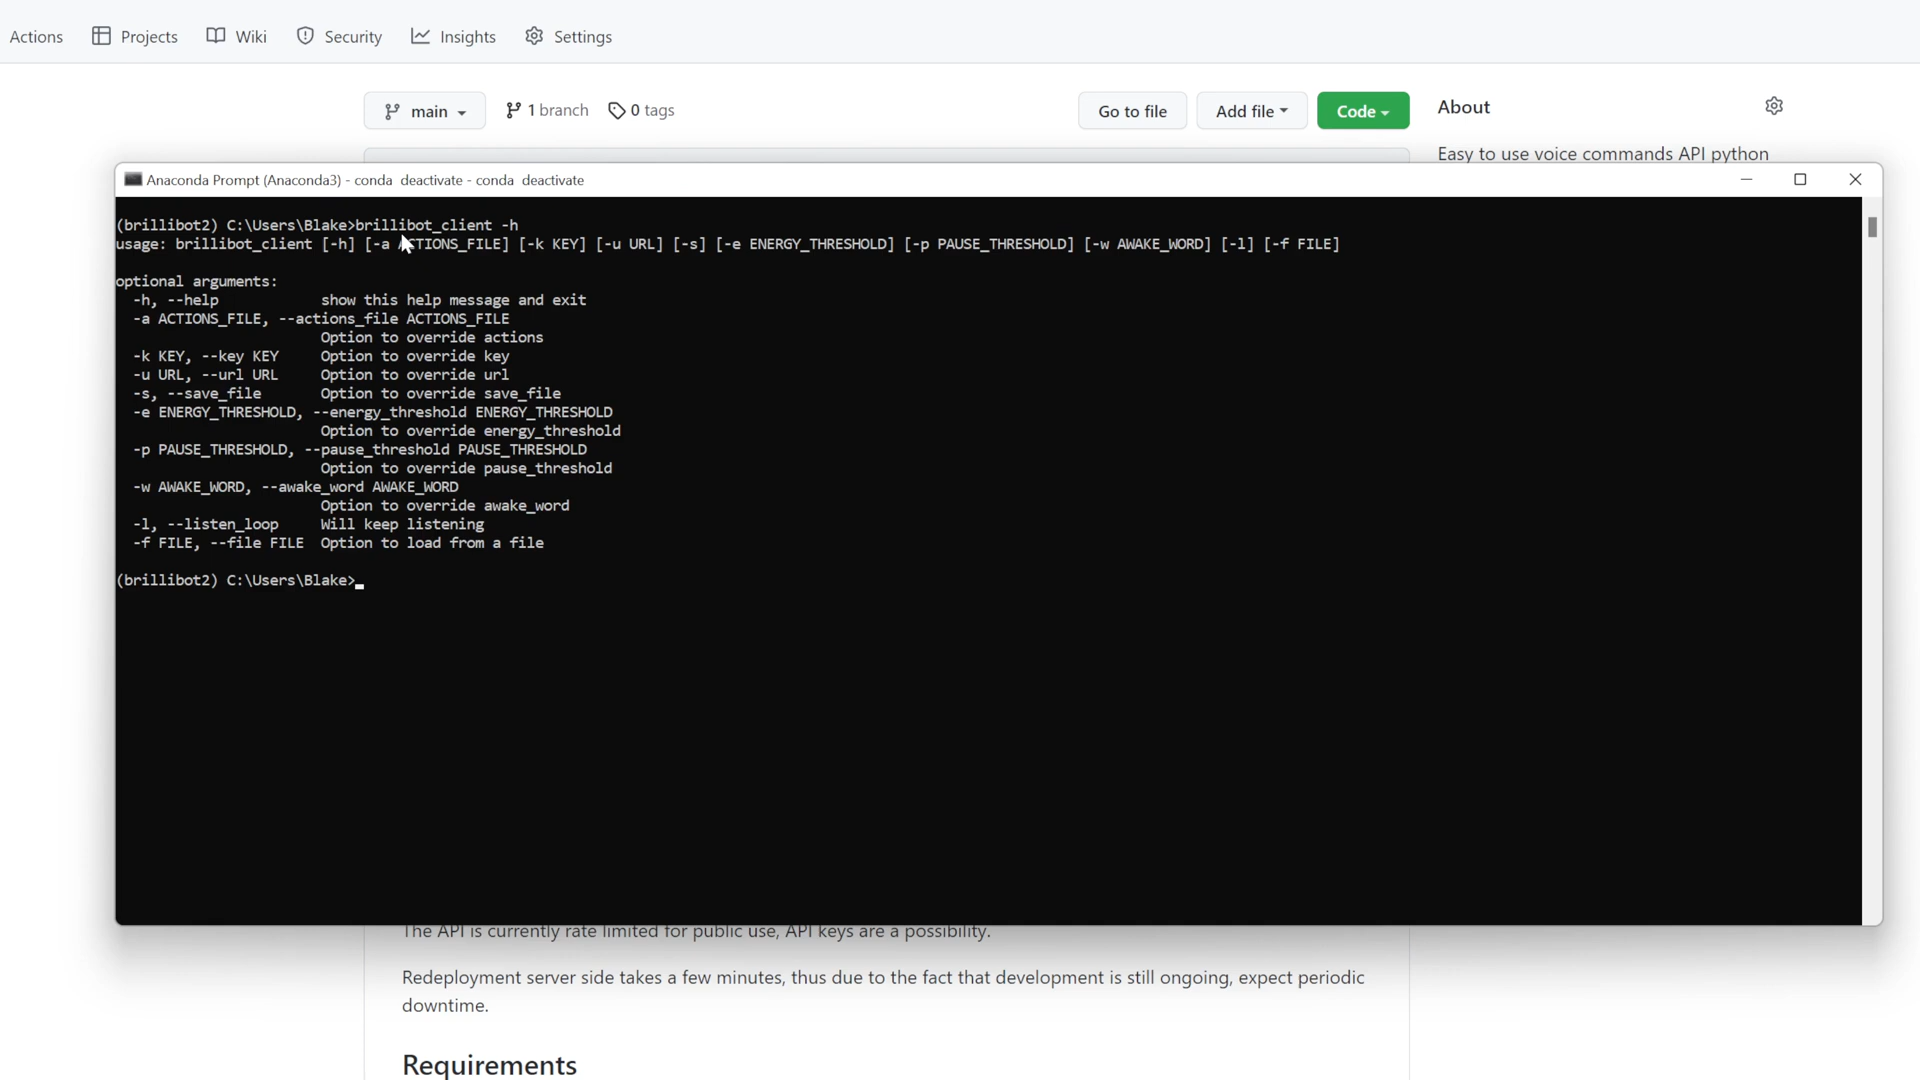 Actions Projects Wiki Security Insights Settings
main 1 branch 0 tags Go to file Add file Code About
Easy to use voice commands API python
Anaconda Prompt (Anaconda3) - conda deactivate - conda deactivate
(brillibot2) C:\Users\Blake>brillibot_client -h
usage: brillibot_client [-h] [-a ACTIONS_FILE] [-k KEY] [-u URL] [-s] [-e ENERGY_THRESHOLD] [-p PAUSE_THRESHOLD] [-w AWAKE_WORD] [-l] [-f FILE]
optional arguments:
-h, --help show this help message and exit
-a ACTIONS_FILE, --actions_file ACTIONS_FILE
Option to override actions
-k KEY, --key KEY Option to override key
-u URL, --url URL Option to override url
-s, --save_file Option to override save_file
-e ENERGY_THRESHOLD, --energy_threshold ENERGY_THRESHOLD
Option to override energy_threshold
-p PAUSE_THRESHOLD, --pause_threshold PAUSE_THRESHOLD
Option to override pause_threshold
-w AWAKE_WORD, --awake_word AWAKE_WORD
Option to override awake_word
-l, --listen_loop Will keep listening
-f FILE, --file FILE Option to load from a file
(brillibot2) C:\Users\Blake>
The API is currently rate limited for public use, API keys are a possibility.
Redeployment server side takes a few minutes, thus due to the fact that development is still ongoing, expect periodic
downtime.
Requirements